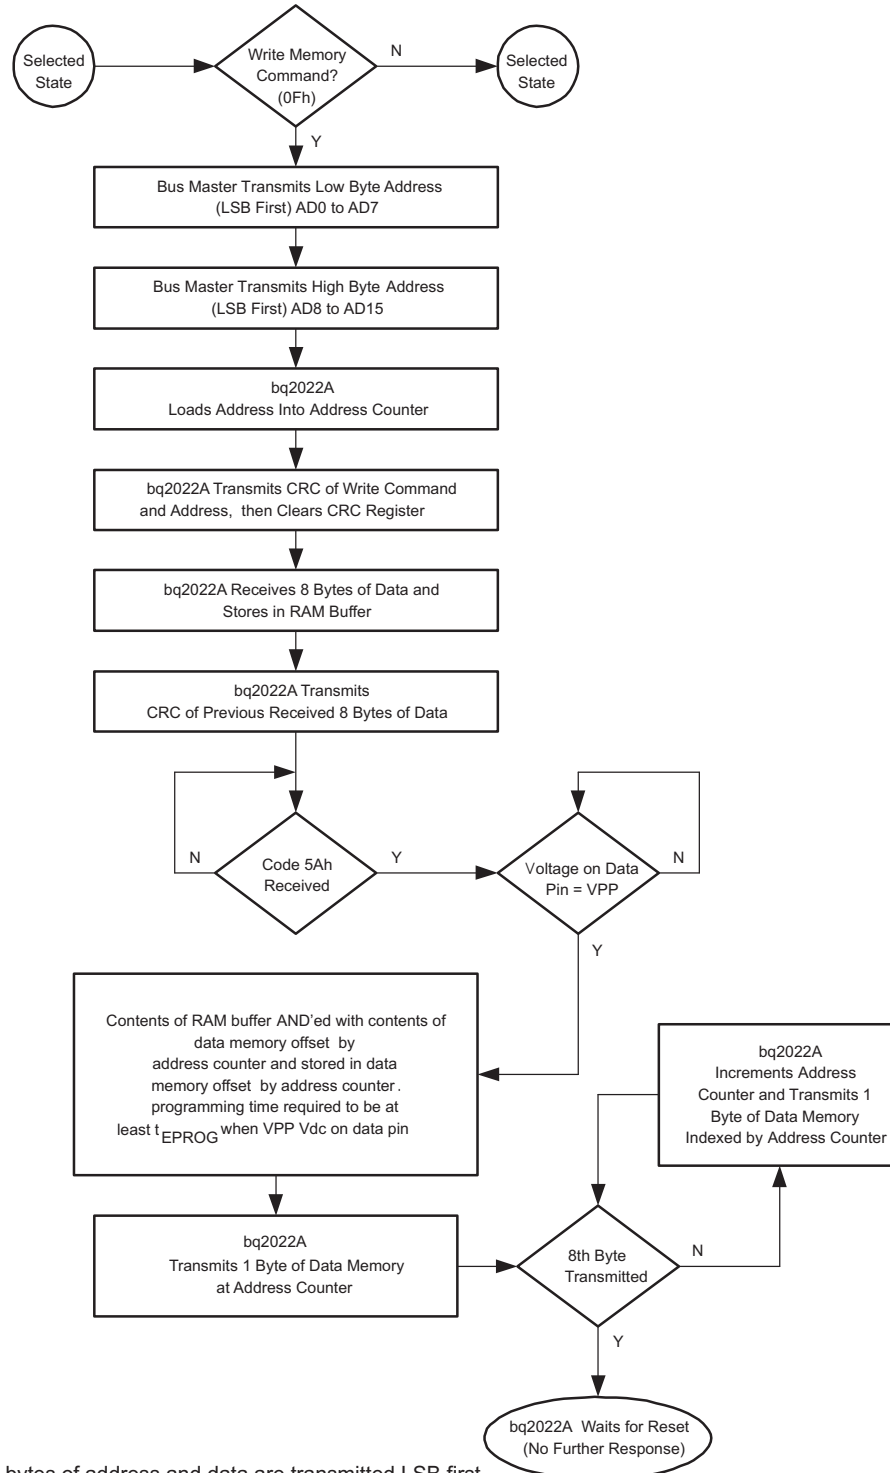 Selected
State
Write Memory
Command?
(0Fh)
N
Selected
State
Y
Bus Master Transmits Low Byte Address
(LSB First) AD0 to AD7
Bus Master Transmits High Byte Address
(LSB First) AD8 to AD15
bq2022A
Loads Address Into Address Counter
bq2022A Transmits CRC of Write Command
and Address, then Clears CRC Register
bq2022A Receives 8 Bytes of Data and
Stores in RAM Buffer
bq2022A Transmits
CRC of Previous Received 8 Bytes of Data
N
Code 5Ah
Received
Y
Voltage on Data
Pin = VPP
N
Y
Contents of RAM buffer AND'ed with contents of
data memory offset by
address counter and stored in data
memory offset by address counter.
programming time required to be at
least tEPROG when VPP Vdc on data pin
bq2022A
Increments Address
Counter and Transmits 1
Byte of Data Memory
Indexed by Address Counter
bq2022A
Transmits 1 Byte of Data Memory
at Address Counter
8th Byte
Transmitted
N
Y
bq2022A Waits for Reset
(No Further Response)
bytes of address and data are transmitted LSB first